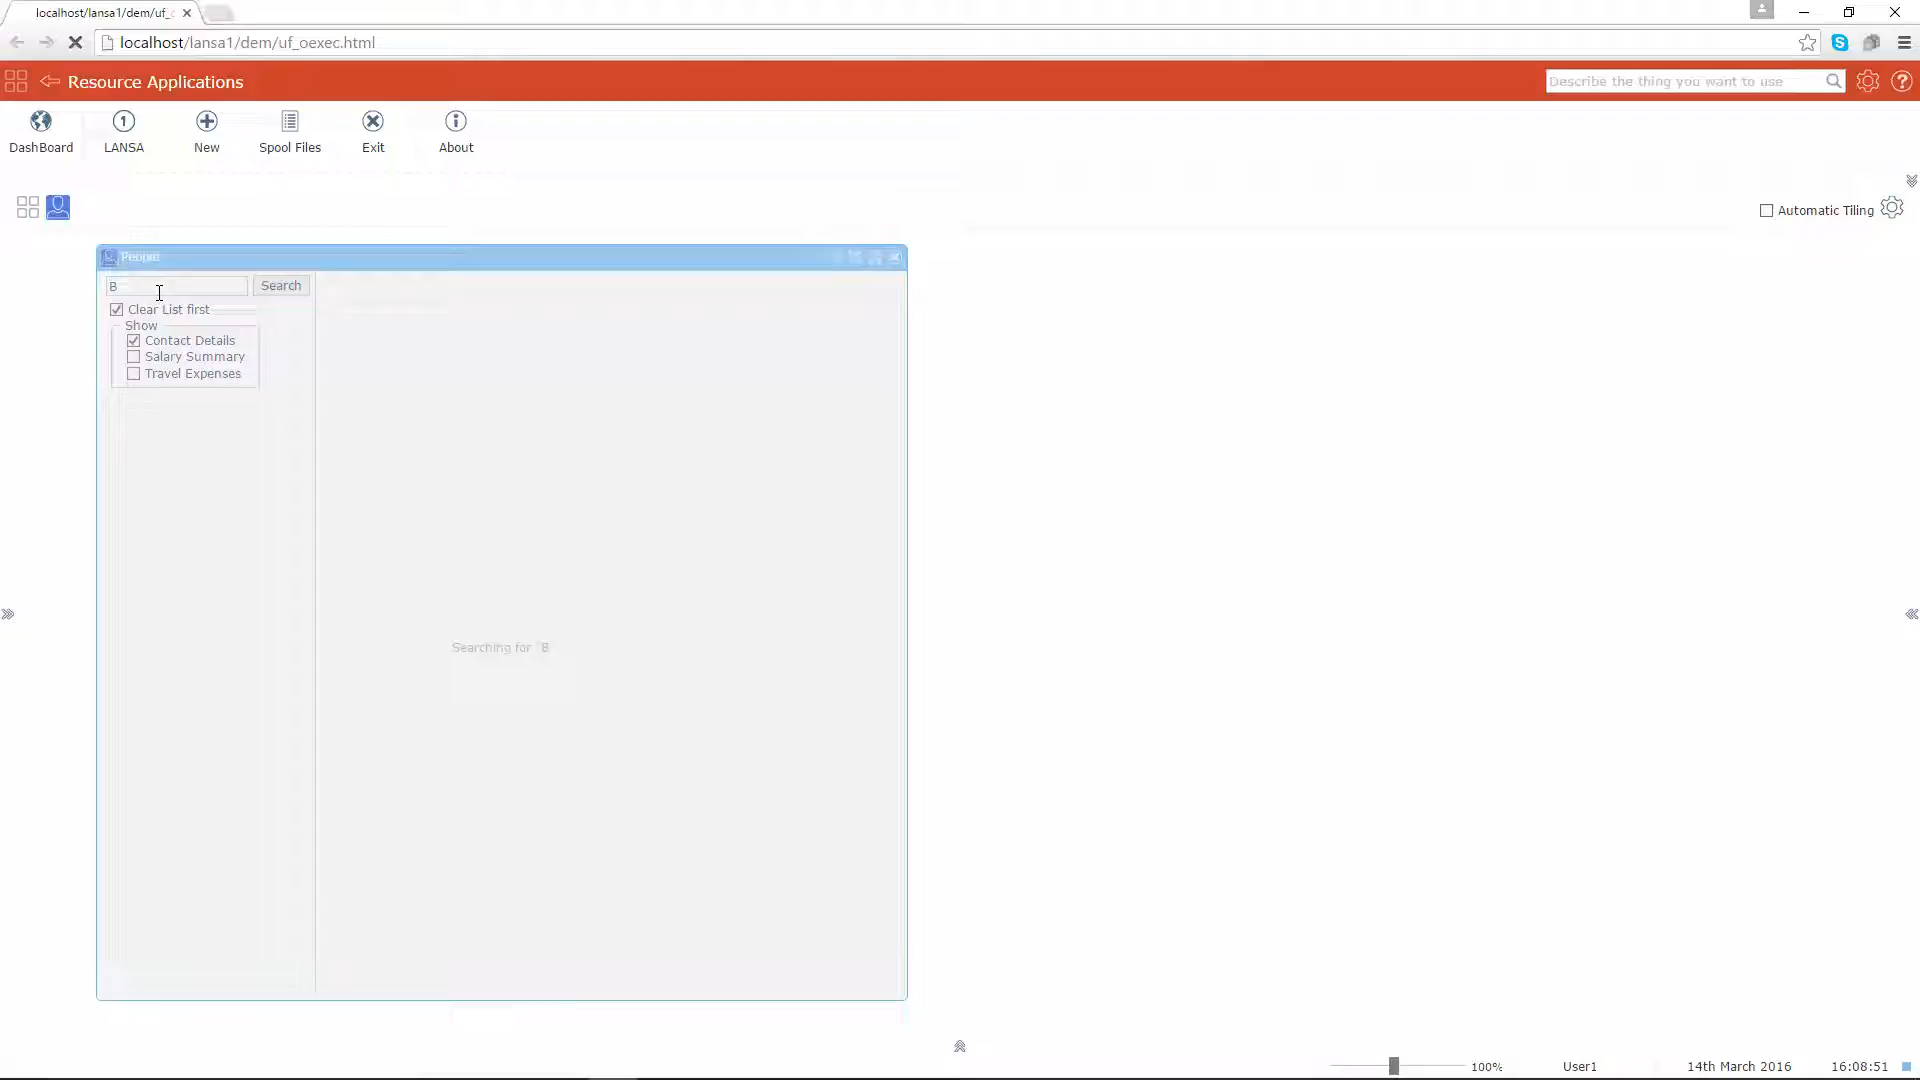 localhost/lansa1/dem/uf_c
localhost/lansa1/dem/uf_oexec.html
Resource Applications
Describe the thing you want to use
DashBoard
1
LANSA
New
Spool Files
Exit
About
Automatic Tiling
People
B
Search
Clear List first
Show
Contact Details
Salary Summary
Travel Expenses
Searching for  B
100%
User1
14th March 2016
16:08:51